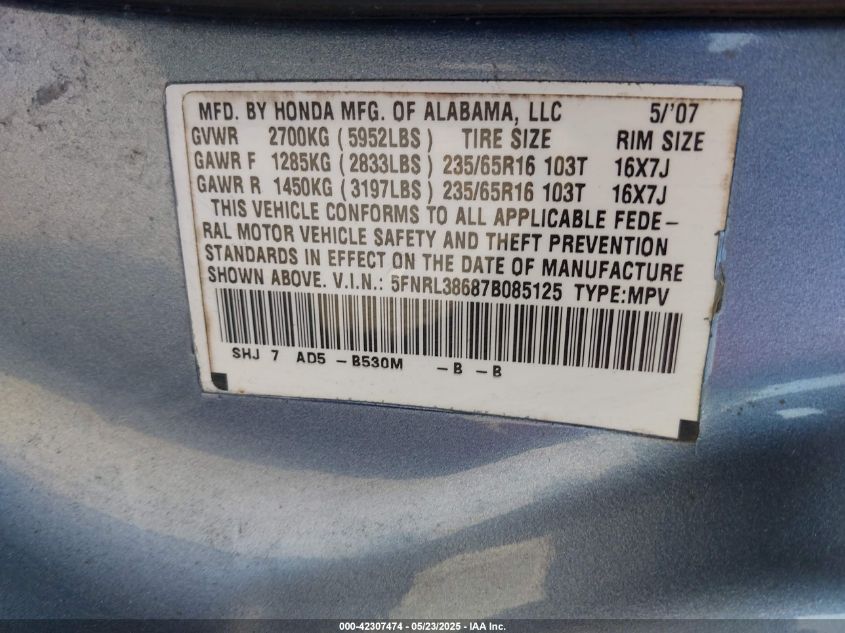 MFD. BY HONDA MFG. OF ALABAMA, LLC 5/'07
GVWR 2700KG (5952LBS) TIRE SIZE RIM SIZE
GAWR F 1285KG (2833LBS) 235/65R16 103T 16X7J
GAWR R 1450KG (3197LBS) 235/65R16 103T 16X7J
THIS VEHICLE CONFORMS TO ALL APPLICABLE FEDE-
RAL MOTOR VEHICLE SAFETY AND THEFT PREVENTION
STANDARDS IN EFFECT ON THE DATE OF MANUFACTURE
SHOWN ABOVE. V.I.N.: 5FNRL38687B085125 TYPE:MPV
SHJ 7 AD5 -B530M -B -B
000-42307474 — 05/23/2025 — IAA Inc.